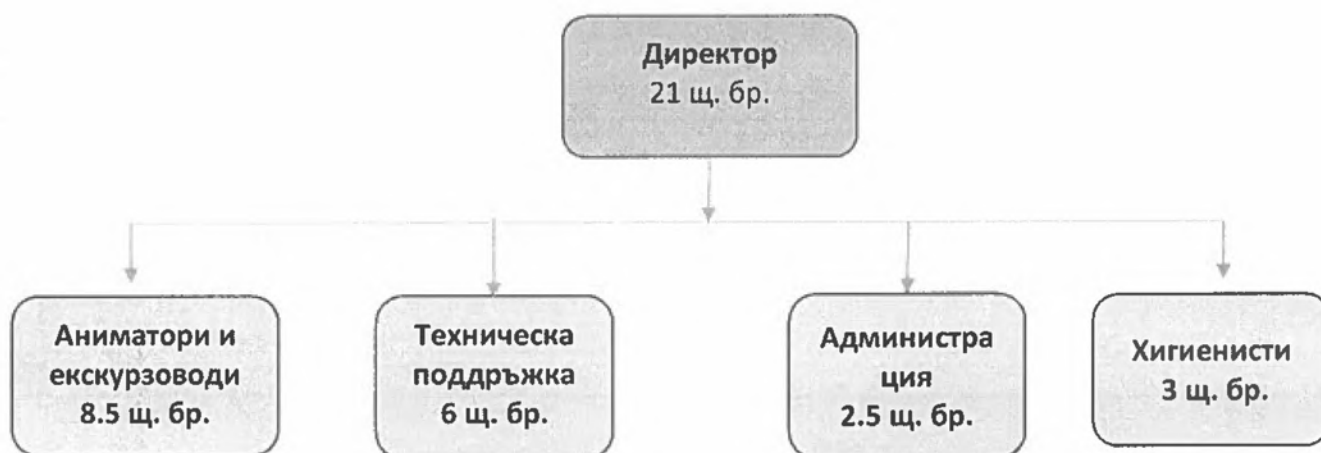 Директор
21 щ. бр.
Аниматори и
екскурзоводи
8.5 щ. бр.
Техническа
поддръжка
6 щ. бр.
Администра
ция
2.5 щ. бр.
Хигиенисти
3 щ. бр.